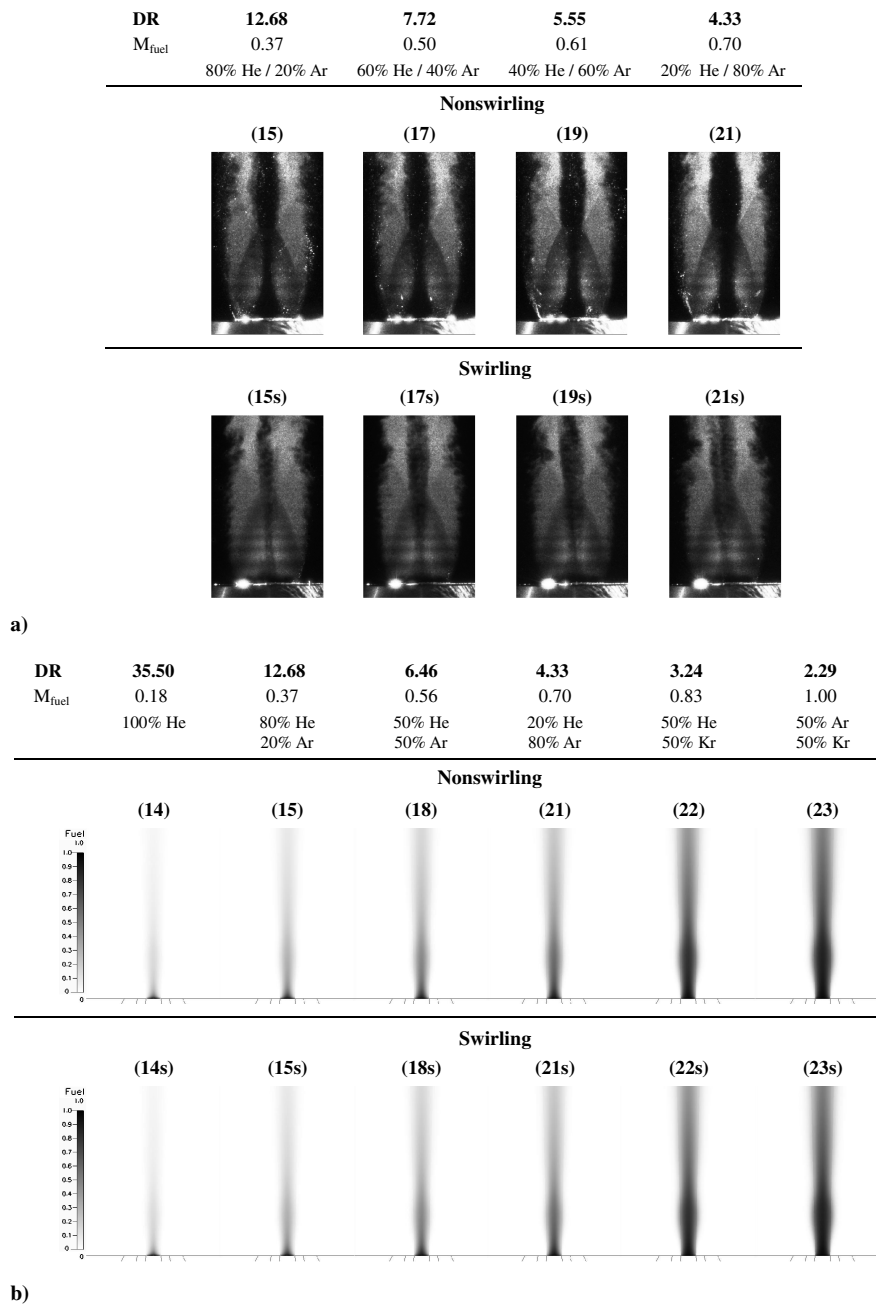 DR 12.68 7.72 5.55 4.33
M_fuel 0.37 0.50 0.61 0.70
80% He / 20% Ar 60% He / 40% Ar 40% He / 60% Ar 20% He / 80% Ar
Nonswirling
(15) (17) (19) (21)
Swirling
(15s) (17s) (19s) (21s)
a)
DR 35.50 12.68 6.46 4.33 3.24 2.29
M_fuel 0.18 0.37 0.56 0.70 0.83 1.00
100% He 80% He 50% He 20% He 50% He 50% Ar
20% Ar 50% Ar 80% Ar 50% Kr 50% Kr
Nonswirling
(14) (15) (18) (21) (22) (23)
Fuel
1.0
1.0
0.9
0.8
0.7
0.6
0.5
0.4
0.3
0.2
0.1
0
0
Swirling
(14s) (15s) (18s) (21s) (22s) (23s)
Fuel
1.0
1.0
0.9
0.8
0.7
0.6
0.5
0.4
0.3
0.2
0.1
0
0
b)